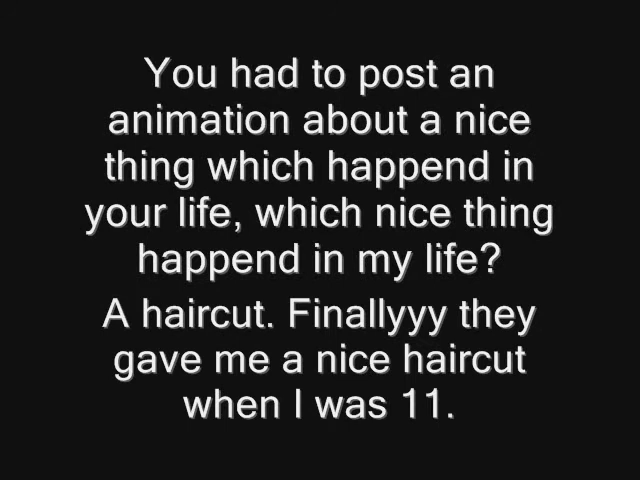 You had to post an
animation about a nice
thing which happend in
your life, which nice thing
happend in my life?
A haircut. Finallyyy they
gave me a nice haircut
when I was 11.